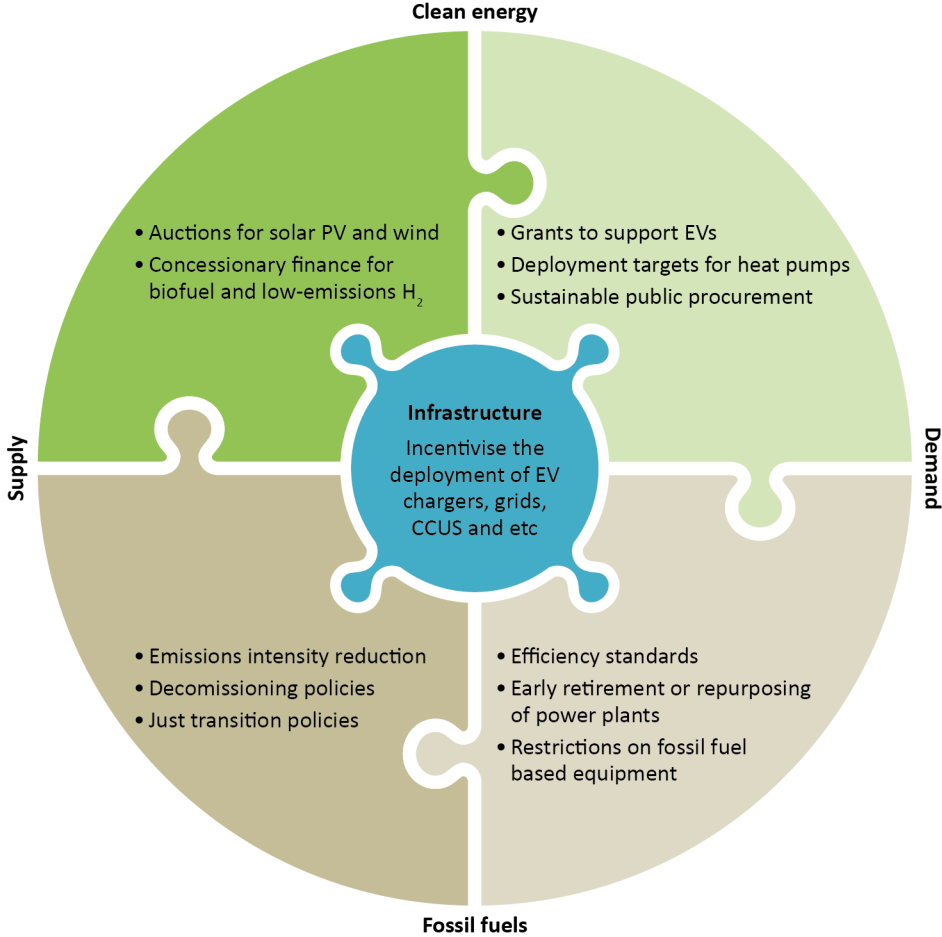 Clean energy
• Auctions for solar PV and wind
• Concessionary finance for
biofuel and low-emissions H₂
• Grants to support EVs
• Deployment targets for heat pumps
• Sustainable public procurement
Supply
Infrastructure
Incentivise the
deployment of EV
chargers, grids,
CCUS and etc
Demand
• Emissions intensity reduction
• Decomissioning policies
• Just transition policies
• Efficiency standards
• Early retirement or repurposing
of power plants
• Restrictions on fossil fuel
based equipment
Fossil fuels